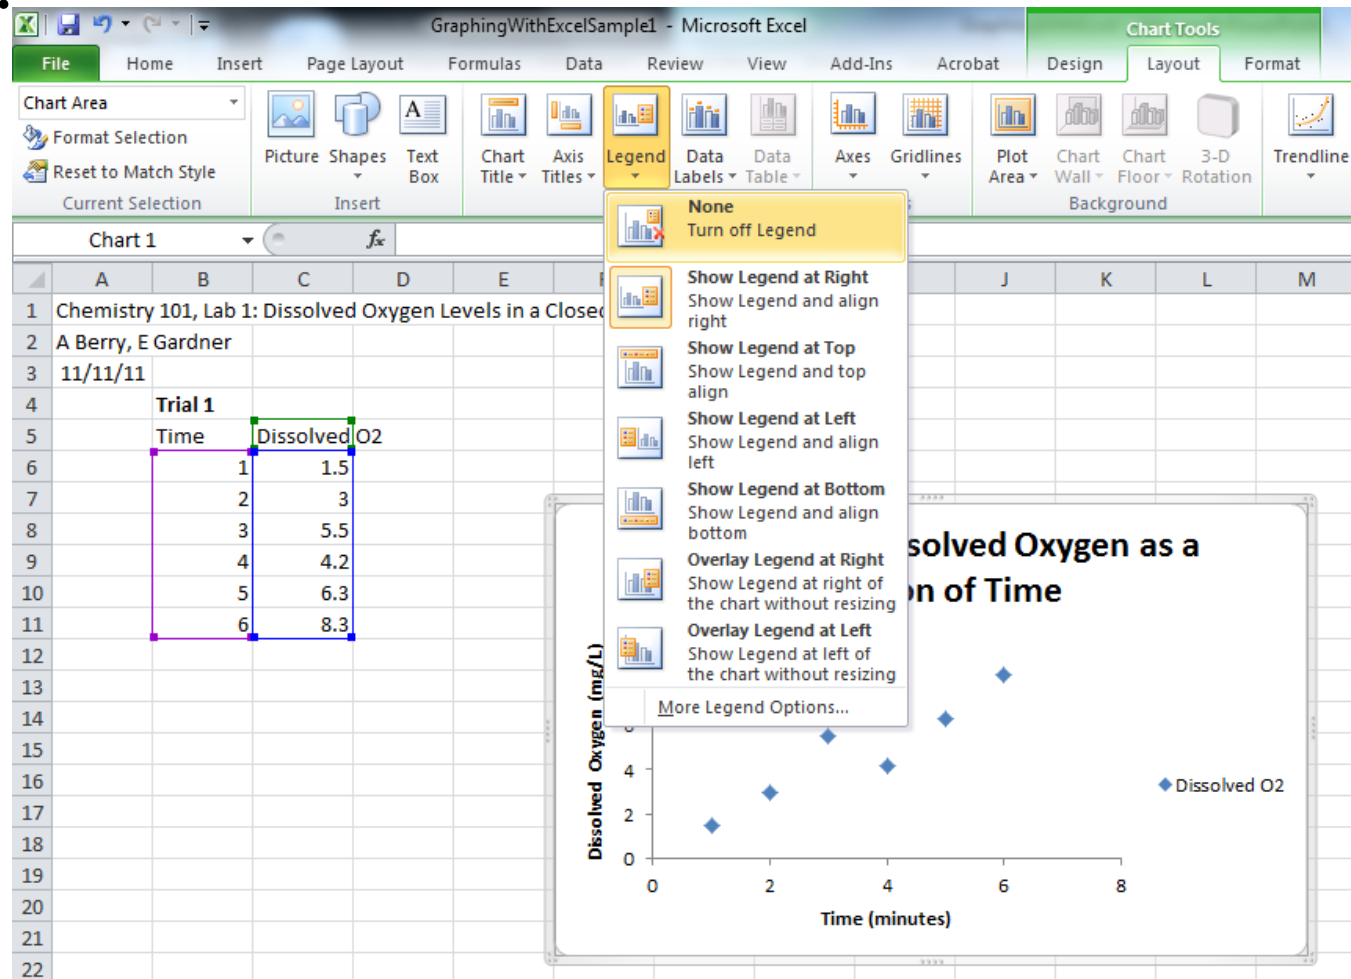 GraphingWithExcelSample1 - Microsoft Excel
Chart Tools
File Home Insert Page Layout Formulas Data Review View Add-Ins Acrobat Design Layout Format
Chart Area
Format Selection
Reset to Match Style
Current Selection
Picture Shapes Text Box
Insert
Chart Title Axis Titles Legend Data Labels Data Table
Axes Gridlines
Plot Area Chart Wall Chart Floor 3-D Rotation
Background
Trendline
Chart 1
fx
None
Turn off Legend
Show Legend at Right
Show Legend and align
right
Show Legend at Top
Show Legend and top
align
Show Legend at Left
Show Legend and align
left
Show Legend at Bottom
Show Legend and align
bottom
Overlay Legend at Right
Show Legend at right of
the chart without resizing
Overlay Legend at Left
Show Legend at left of
the chart without resizing
More Legend Options...
A B C D E J K L M
1 Chemistry 101, Lab 1: Dissolved Oxygen Levels in a Closed
2 A Berry, E Gardner
3 11/11/11
4 Trial 1
5 Time Dissolved O2
6 1 1.5
7 2 3
8 3 5.5
9 4 4.2
10 5 6.3
11 6 8.3
12
13
14
15
16
17
18
19
20
21
22
solved Oxygen as a
on of Time
Dissolved Oxygen (mg/L)
4
2
0
0 2 4 6 8
Time (minutes)
Dissolved O2